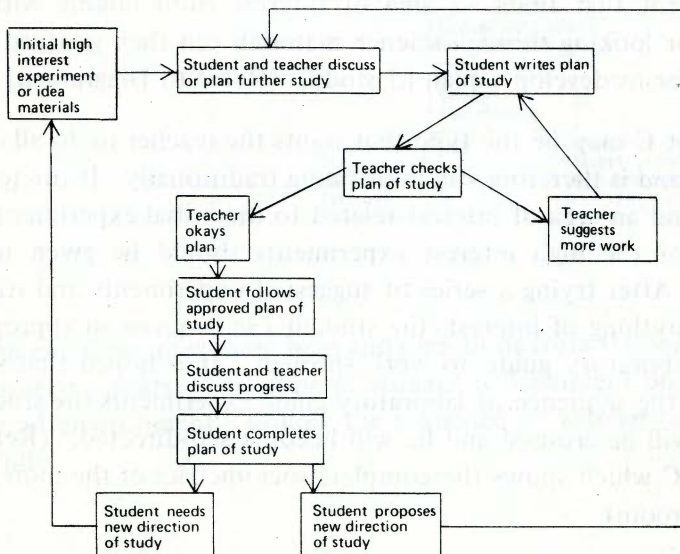 Initial high
interest
experiment
or idea
materials
Student and teacher discuss
or plan further study
Student writes plan
of study
Teacher checks
plan of study
Teacher
okays
plan
Teacher
suggests
more work
Student follows
approved plan of
study
Student and teacher
discuss progress
Student completes
plan of study
Student needs
new direction
of study
Student proposes
new direction
of study